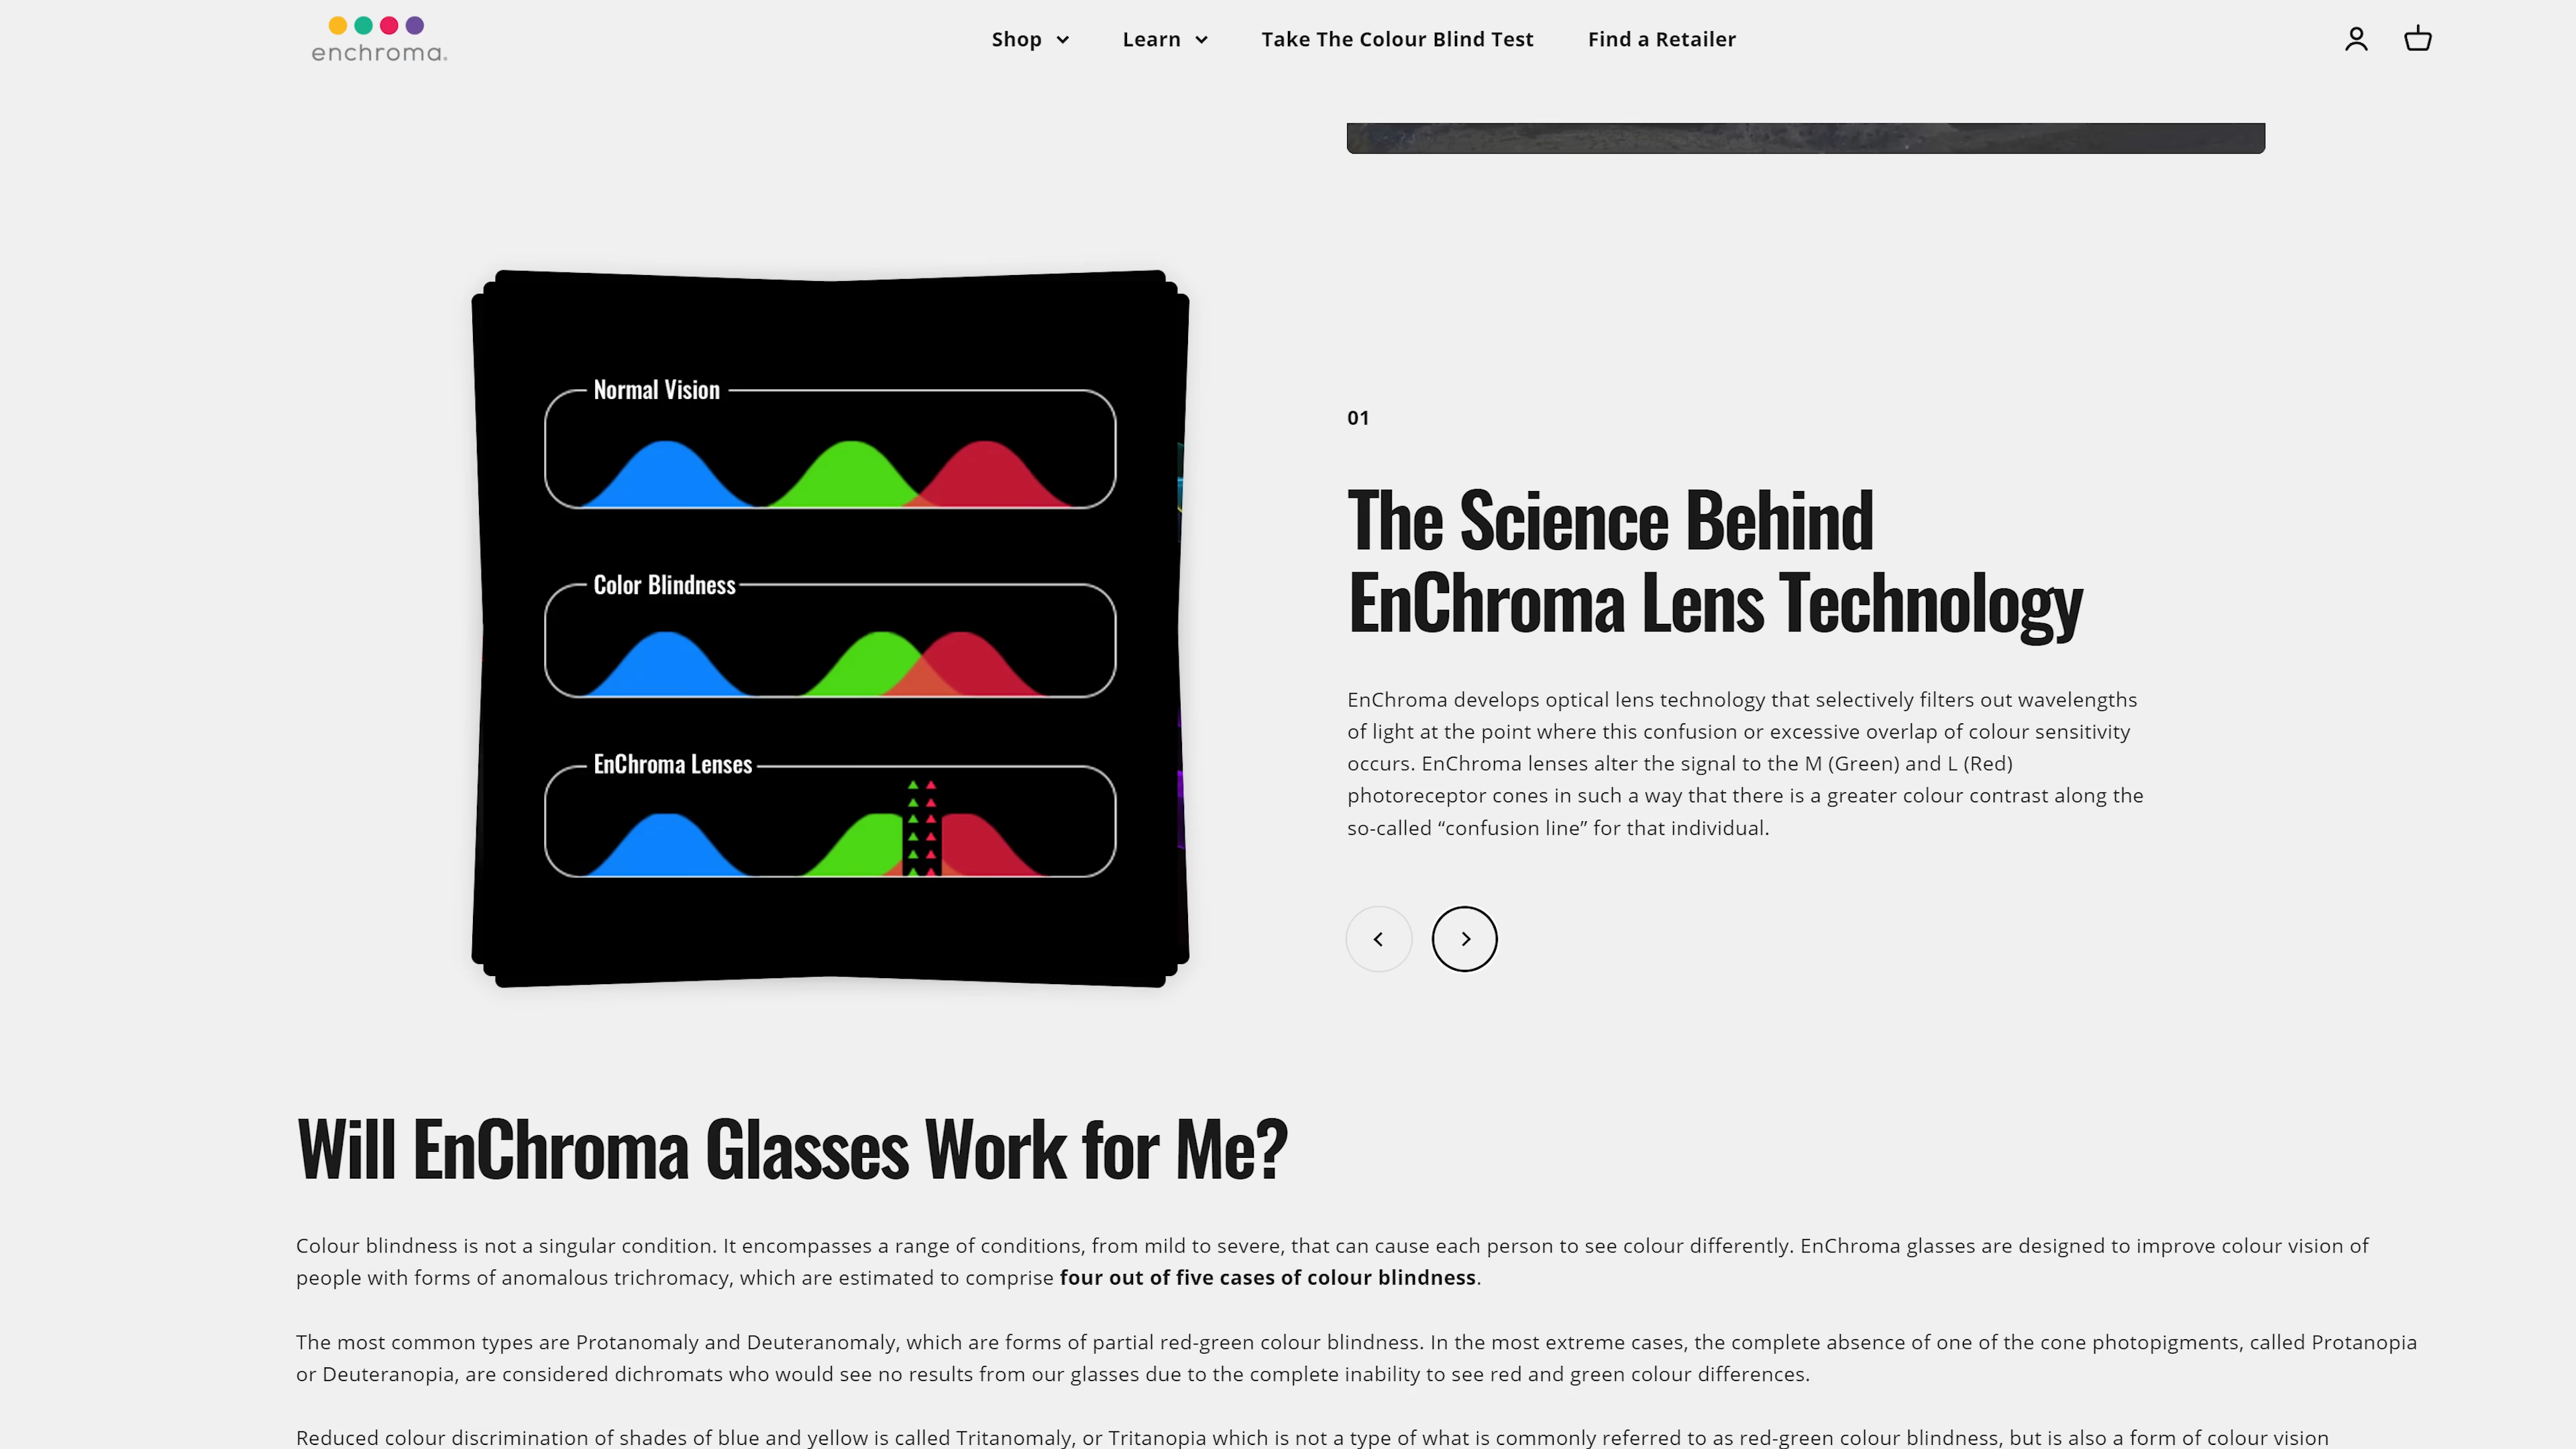 enchroma.
Shop
Learn
Take The Colour Blind Test
Find a Retailer
Normal Vision
Color Blindness
EnChroma Lenses
01
The Science Behind
EnChroma Lens Technology
EnChroma develops optical lens technology that selectively filters out wavelengths
of light at the point where this confusion or excessive overlap of colour sensitivity
occurs. EnChroma lenses alter the signal to the M (Green) and L (Red)
photoreceptor cones in such a way that there is a greater colour contrast along the
so-called “confusion line” for that individual.
Will EnChroma Glasses Work for Me?
Colour blindness is not a singular condition. It encompasses a range of conditions, from mild to severe, that can cause each person to see colour differently. EnChroma glasses are designed to improve colour vision of
people with forms of anomalous trichromacy, which are estimated to comprise four out of five cases of colour blindness.
The most common types are Protanomaly and Deuteranomaly, which are forms of partial red-green colour blindness. In the most extreme cases, the complete absence of one of the cone photopigments, called Protanopia
or Deuteranopia, are considered dichromats who would see no results from our glasses due to the complete inability to see red and green colour differences.
Reduced colour discrimination of shades of blue and yellow is called Tritanomaly, or Tritanopia which is not a type of what is commonly referred to as red-green colour blindness, but is also a form of colour vision